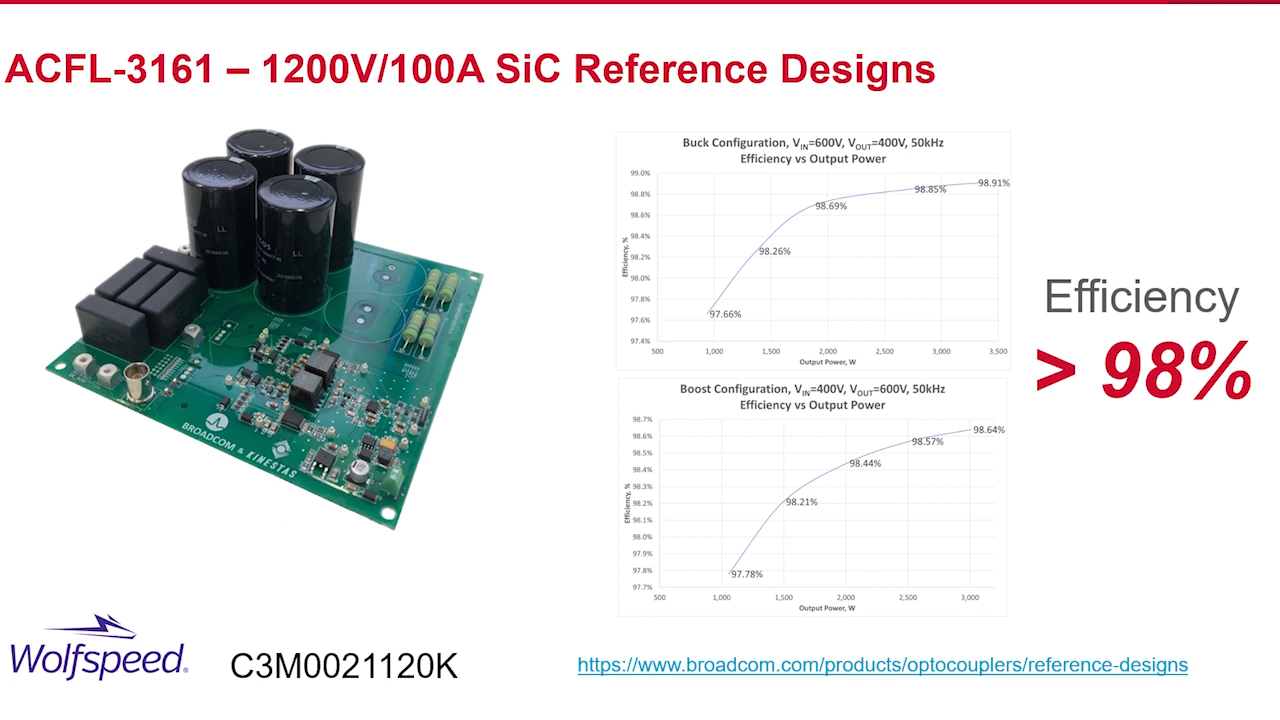 ACFL-3161 – 1200V/100A SiC Reference Designs
LL
LL
BROADCOM & KINESTAS
Buck Configuration, VIN=600V, VOUT=400V, 50kHz
Efficiency vs Output Power
Efficiency, %
99.0%
98.8%
98.6%
98.4%
98.2%
98.0%
97.8%
97.6%
97.4%
97.66%
98.26%
98.69%
98.85%
98.91%
500
1,000
1,500
2,000
2,500
3,000
3,500
Output Power, W
Boost Configuration, VIN=400V, VOUT=600V, 50kHz
Efficiency vs Output Power
Efficiency, %
98.7%
98.6%
98.5%
98.4%
98.3%
98.2%
98.1%
98.0%
97.9%
97.8%
97.7%
97.78%
98.21%
98.44%
98.57%
98.64%
500
1,000
1,500
2,000
2,500
3,000
Output Power, W
Efficiency
> 98%
Wolfspeed®
C3M0021120K
https://www.broadcom.com/products/optocouplers/reference-designs